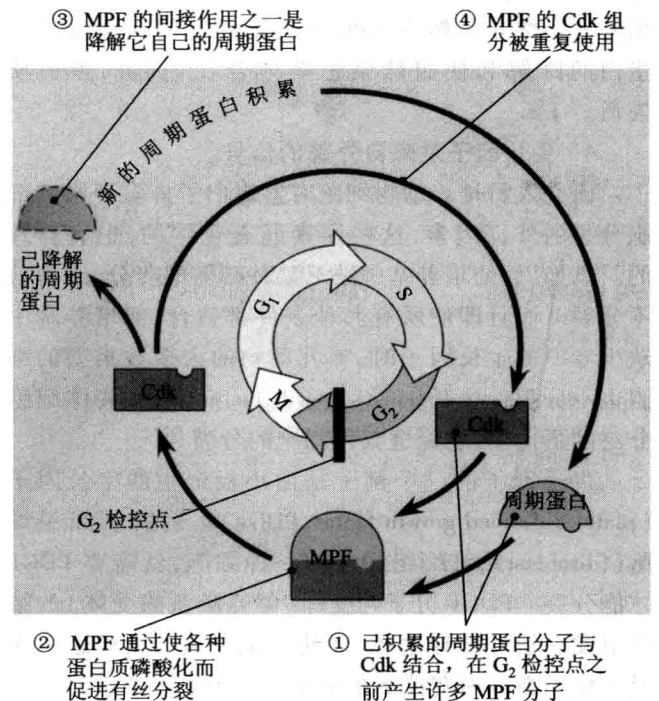 ③ MPF 的间接作用之一是
降解它自己的周期蛋白
④ MPF 的 Cdk 组
分被重复使用
新的周期蛋白积累
已降解
的周期
蛋白
G₁
S
G₂
M
Cdk
Cdk
G₂ 检控点
MPF
周期蛋白
② MPF 通过使各种
蛋白质磷酸化而
促进有丝分裂
① 已积累的周期蛋白分子与
Cdk 结合，在 G₂ 检控点之
前产生许多 MPF 分子